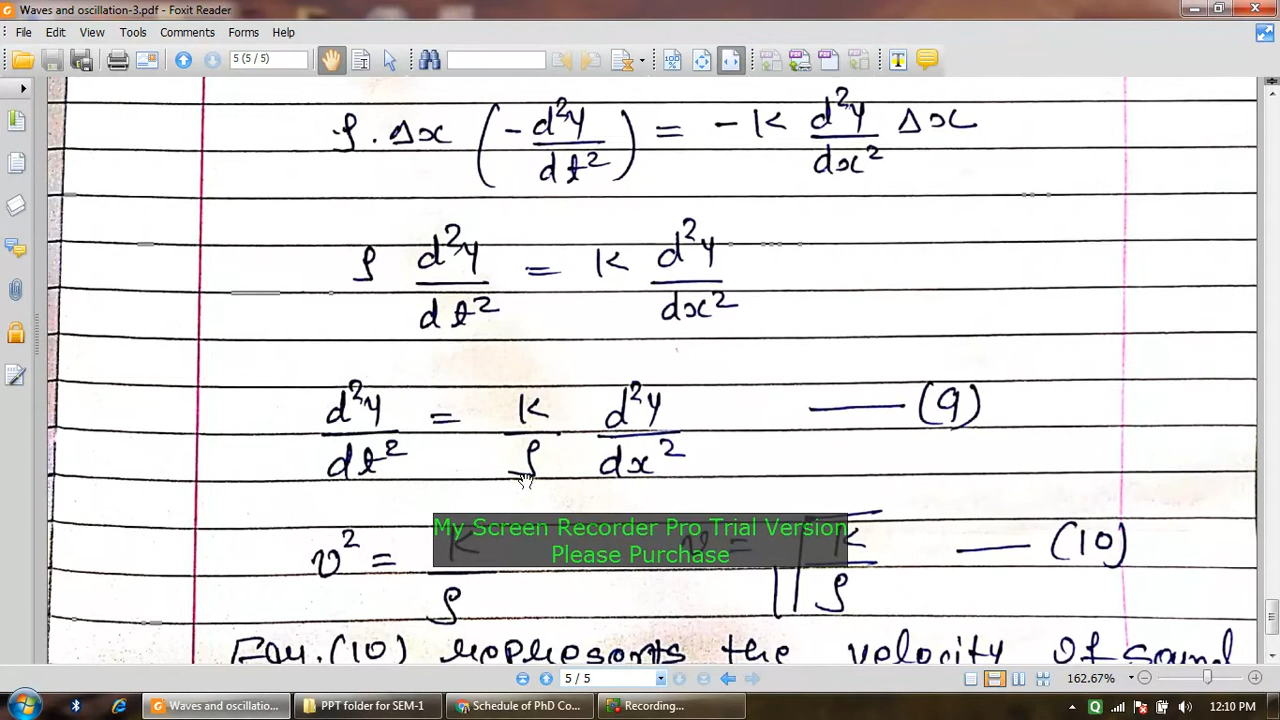 Waves and oscillation-3.pdf - Foxit Reader
File Edit View Tools Comments Forms Help
5 (5 / 5)
ρ . Δx (- d²y/dt²) = - K d²y/dx² Δx
ρ d²y/dt² = K d²y/dx²
d²y/dt² = K/ρ d²y/dx² —— (9)
My Screen Recorder Pro Trial Version
Please Purchase
v² = K/ρ v = √K/ρ —— (10)
Equ.(10) represents the velocity of sound
5 / 5 162.67%
Waves and oscillatio... PPT folder for SEM-1 Schedule of PhD Co... Recording... 12:10 PM